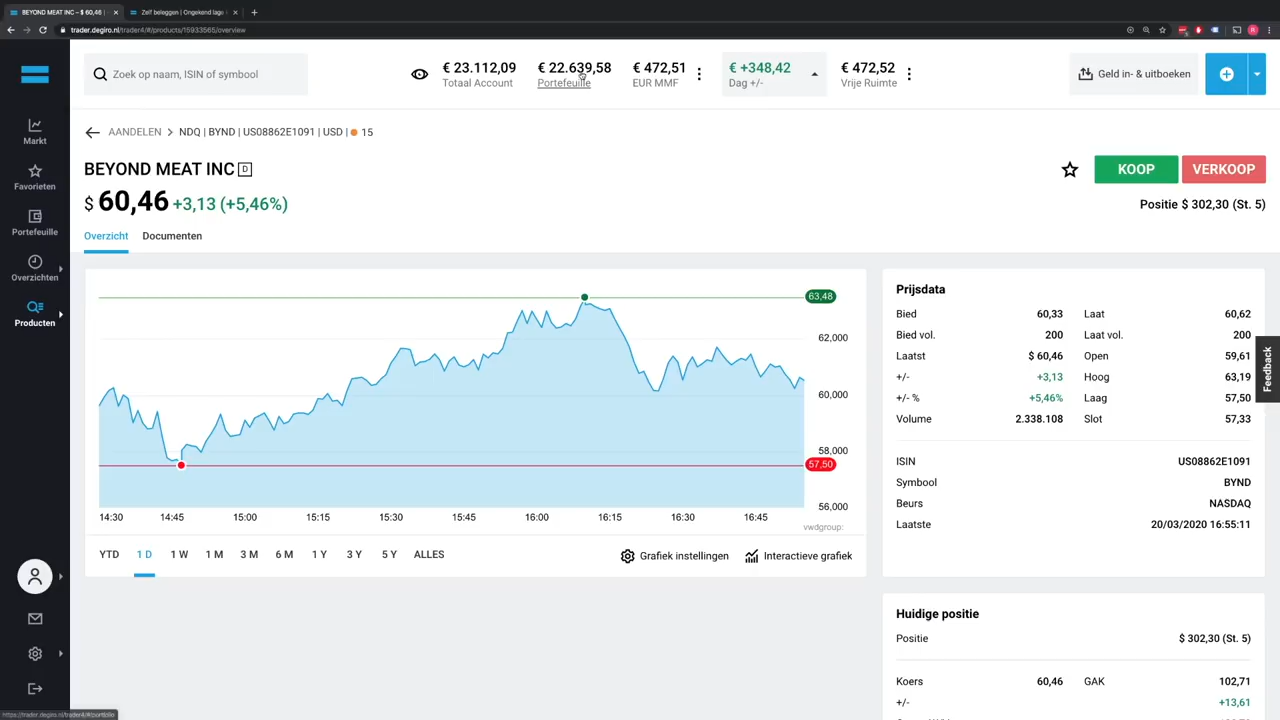 BEYOND MEAT INC – $ 60,46 |
Zelf beleggen | Ongekend lage
trader.degiro.nl/trader4/#/products/15933565/overview
Zoek op naam, ISIN of symbool
€ 23.112,09
Totaal Account
€ 22.639,58
Portefeuille
€ 472,51
EUR MMF
€ +348,42
Dag +/-
€ 472,52
Vrije Ruimte
Geld in- & uitboeken
Markt
Favorieten
Portefeuille
Overzichten
Producten
AANDELEN > NDQ | BYND | US08862E1091 | USD | 15
BEYOND MEAT INC D
$ 60,46 +3,13 (+5,46%)
KOOP
VERKOOP
Positie $ 302,30 (St. 5)
Overzicht
Documenten
63,48
62,000
60,000
58,000
57,50
56,000
14:30 14:45 15:00 15:15 15:30 15:45 16:00 16:15 16:30 16:45
vwdgroup:
YTD 1 D 1 W 1 M 3 M 6 M 1 Y 3 Y 5 Y ALLES
Grafiek instellingen
Interactieve grafiek
Prijsdata
Bied 60,33 Laat 60,62
Bied vol. 200 Laat vol. 200
Laatst $ 60,46 Open 59,61
+/- +3,13 Hoog 63,19
+/- % +5,46% Laag 57,50
Volume 2.338.108 Slot 57,33
ISIN US08862E1091
Symbool BYND
Beurs NASDAQ
Laatste 20/03/2020 16:55:11
Feedback
Huidige positie
Positie $ 302,30 (St. 5)
Koers 60,46 GAK 102,71
+/- +13,61
https://trader.degiro.nl/trader4/#/portfolio